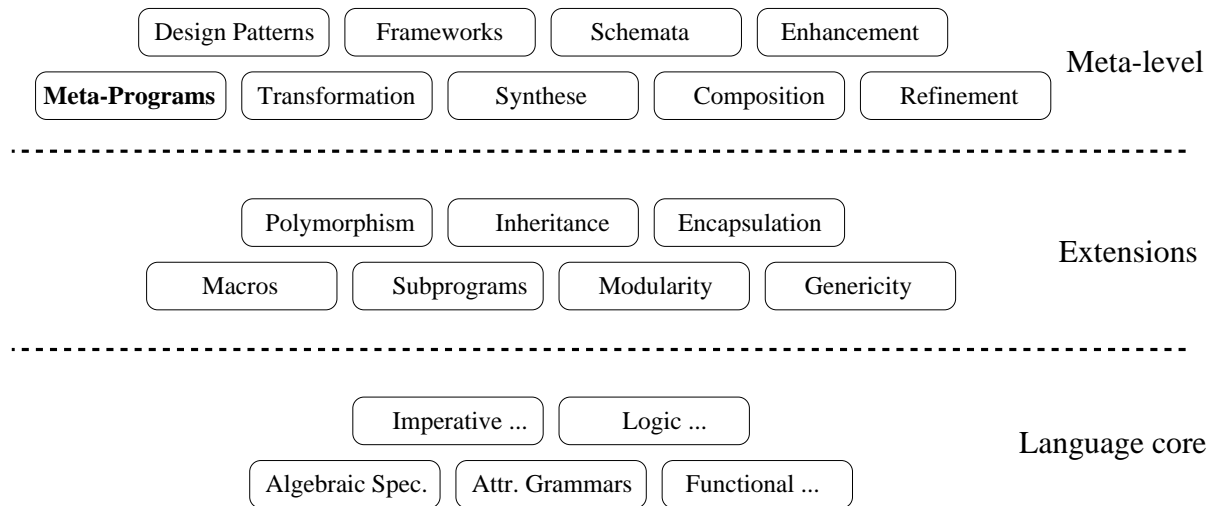 Design Patterns Frameworks Schemata Enhancement
Meta-level
Meta-Programs Transformation Synthese Composition Refinement
Polymorphism Inheritance Encapsulation
Extensions
Macros Subprograms Modularity Genericity
Imperative ... Logic ...
Language core
Algebraic Spec. Attr. Grammars Functional ...